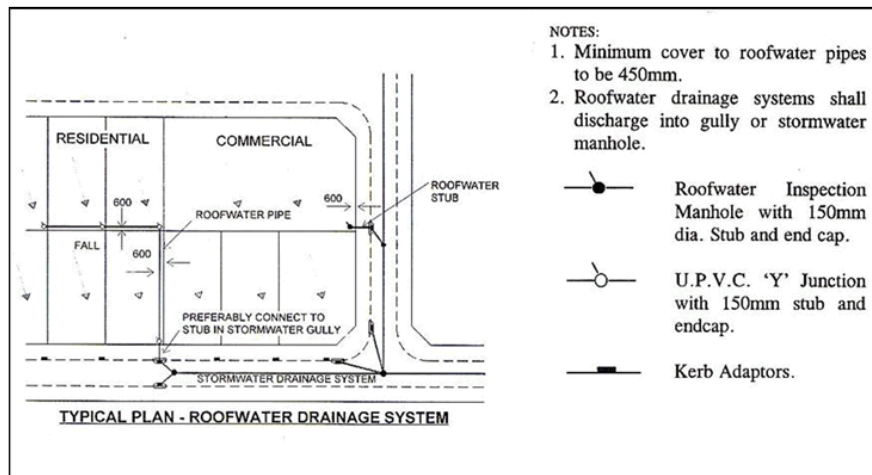 RESIDENTIAL
COMMERCIAL
600
600
ROOFWATER
STUB
ROOFWATER PIPE
FALL
600
PREFERABLY CONNECT TO
STUB IN STORMWATER GULLY
STORMWATER DRAINAGE SYSTEM
TYPICAL PLAN - ROOFWATER DRAINAGE SYSTEM
NOTES:
1. Minimum cover to roofwater pipes
to be 450mm.
2. Roofwater drainage systems shall
discharge into gully or stormwater
manhole.
Roofwater Inspection
Manhole with 150mm
dia. Stub and end cap.
U.P.V.C. 'Y' Junction
with 150mm stub and
endcap.
Kerb Adaptors.